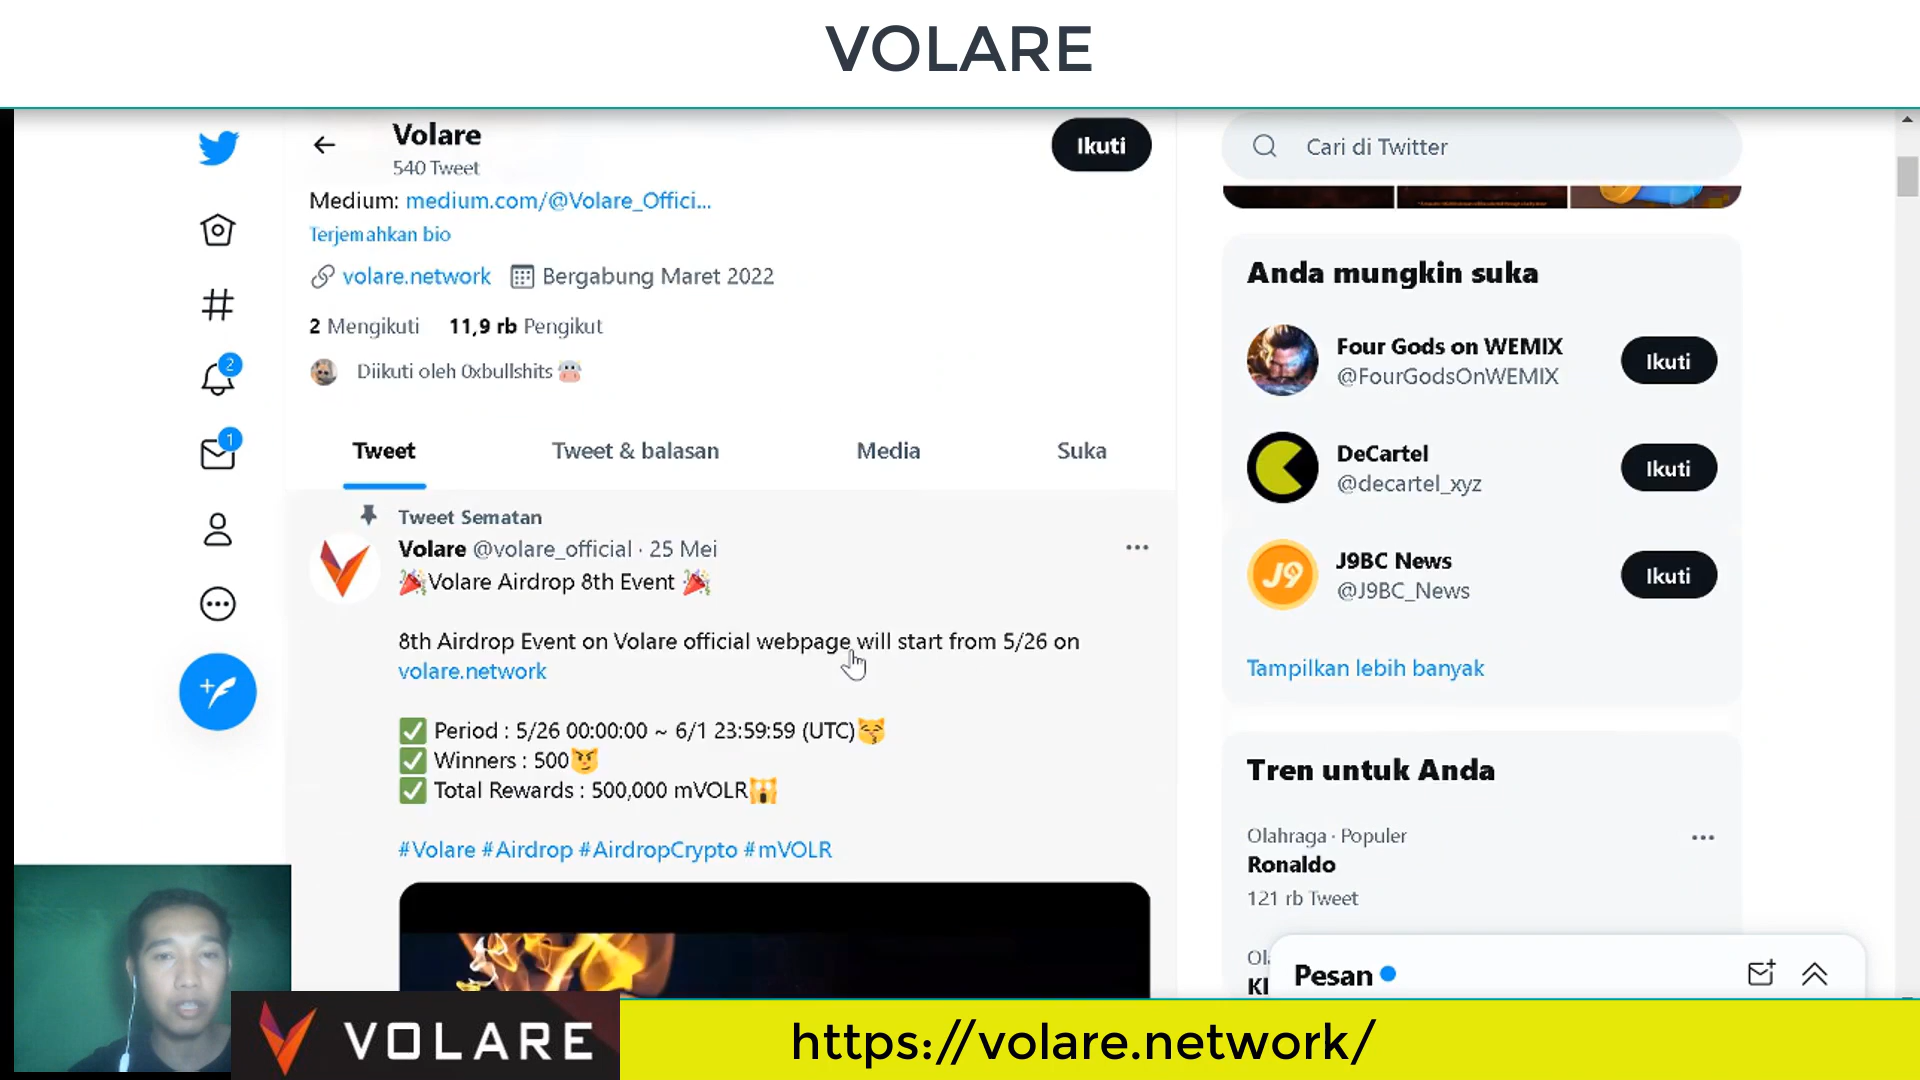 VOLARE
Volare
540 Tweet
Ikuti
Medium: medium.com/@Volare_Offici...
Terjemahkan bio
volare.network Bergabung Maret 2022
2 Mengikuti 11,9 rb Pengikut
Diikuti oleh 0xbullshits
Tweet Tweet & balasan Media Suka
Tweet Sematan
Volare @volare_official · 25 Mei
Volare Airdrop 8th Event
8th Airdrop Event on Volare official webpage will start from 5/26 on
volare.network
Period : 5/26 00:00:00 ~ 6/1 23:59:59 (UTC)
Winners : 500
Total Rewards : 500,000 mVOLR
#Volare #Airdrop #AirdropCrypto #mVOLR
2
1
Cari di Twitter
Anda mungkin suka
Four Gods on WEMIX
@FourGodsOnWEMIX
Ikuti
DeCartel
@decartel_xyz
Ikuti
J9
J9BC News
@J9BC_News
Ikuti
Tampilkan lebih banyak
Tren untuk Anda
Olahraga · Populer
Ronaldo
121 rb Tweet
Pesan
VOLARE
https://volare.network/